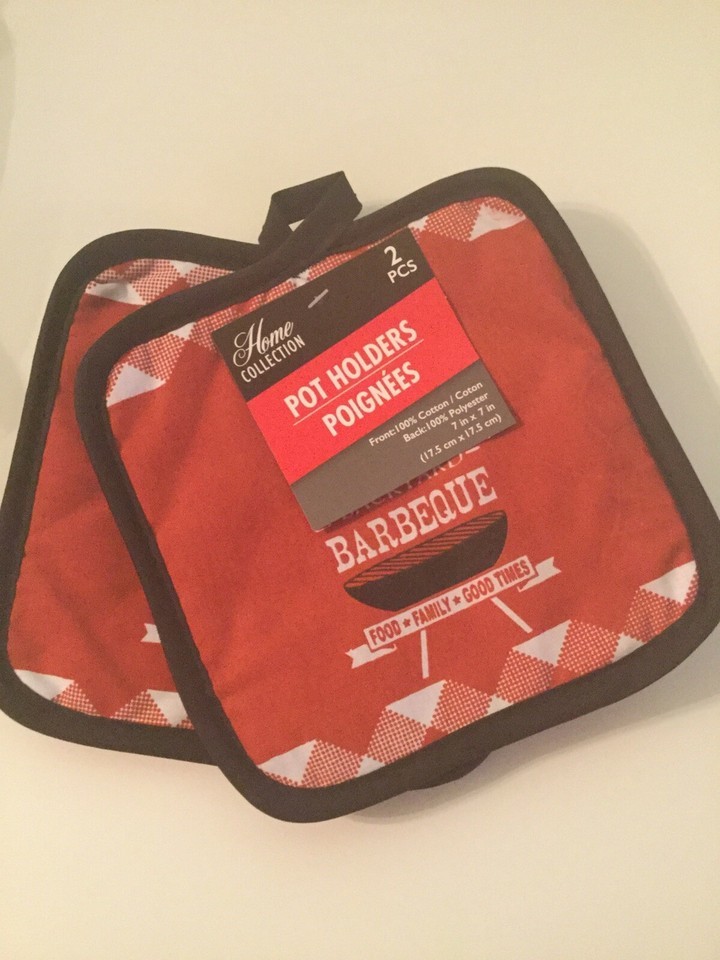 2
PCS
Home
COLLECTION
POT HOLDERS
POIGNÉES
Front:100% Cotton / Coton
Back:100% Polyester
7 in x 7 in
(17.5 cm x 17.5 cm)
BARBEQUE
FOOD ★ FAMILY ★ GOOD TIMES